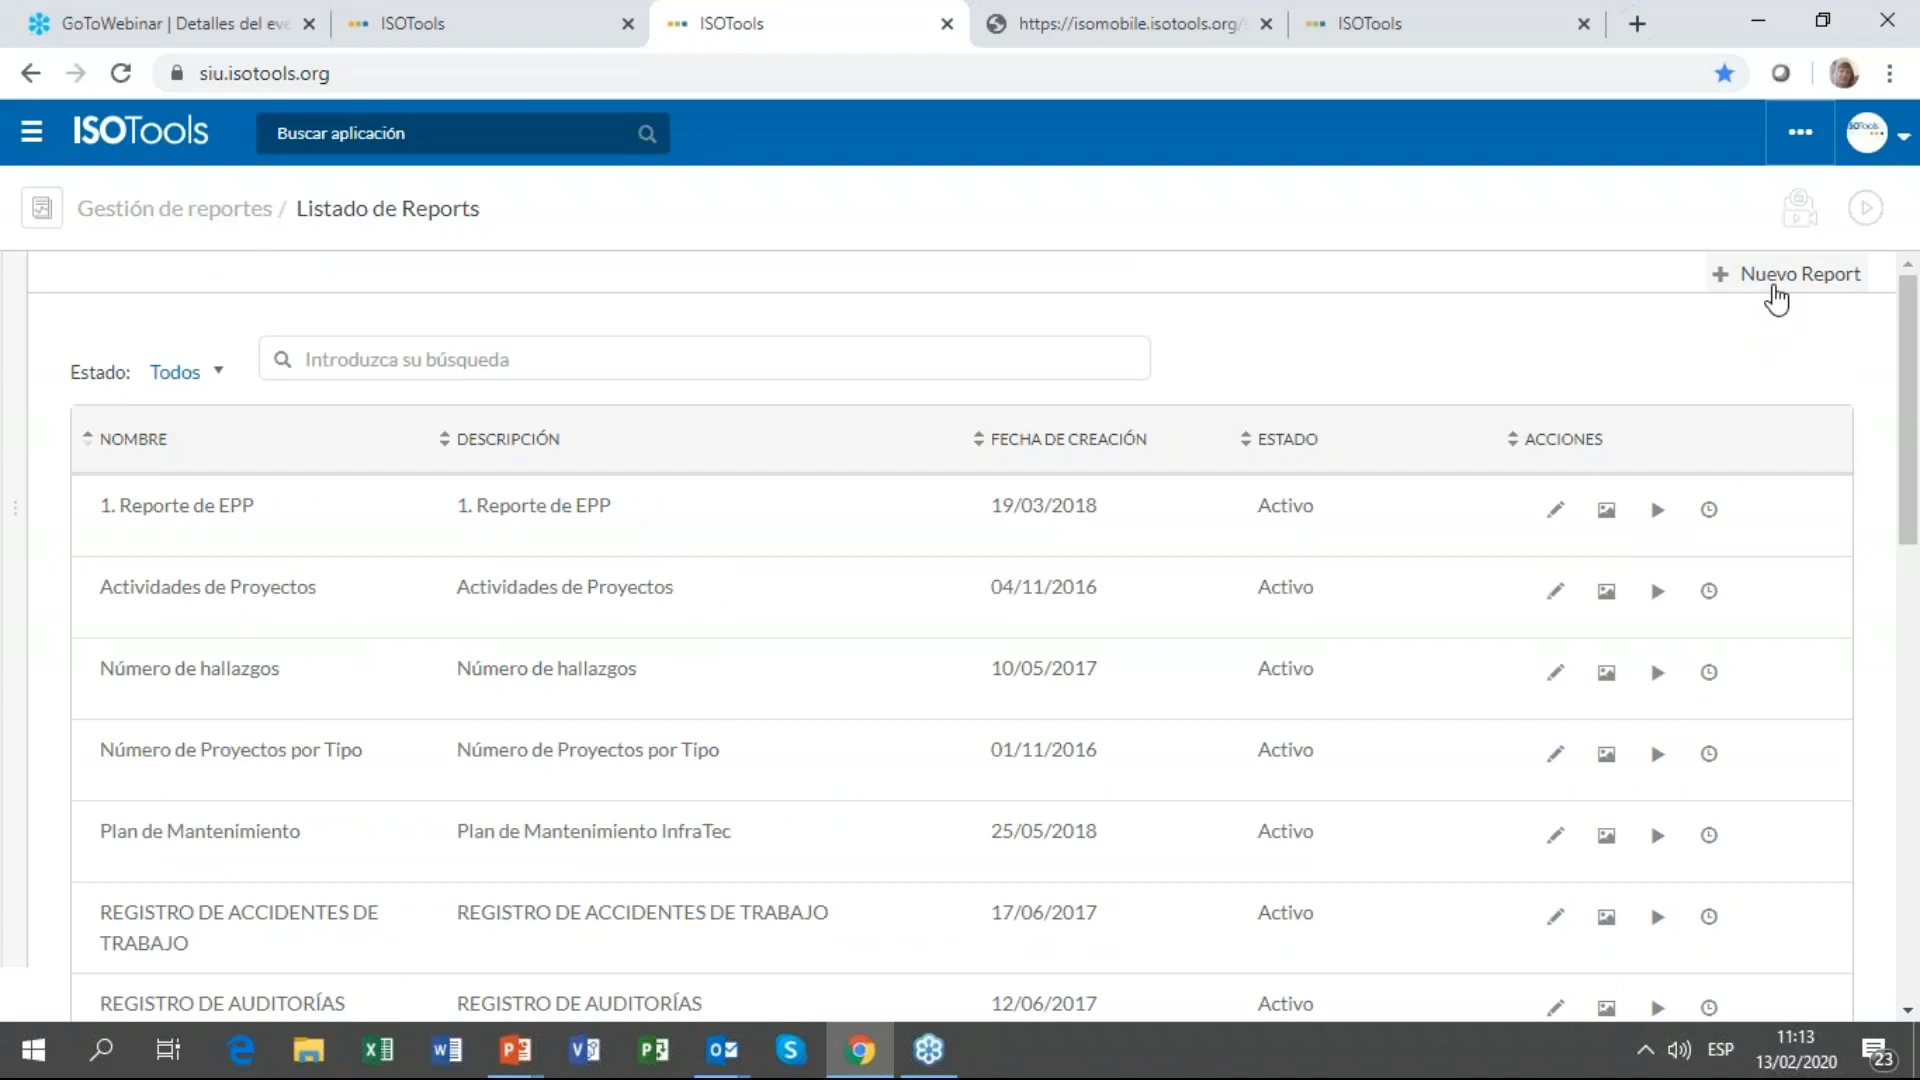 GoToWebinar | Detalles del eve
ISOTools
ISOTools
https://isomobile.isotools.org/
ISOTools
siu.isotools.org
ISOTools
Buscar aplicación
Gestión de reportes / Listado de Reports
+ Nuevo Report
Estado: Todos
Introduzca su búsqueda
NOMBRE DESCRIPCIÓN FECHA DE CREACIÓN ESTADO ACCIONES
1. Reporte de EPP 1. Reporte de EPP 19/03/2018 Activo
Actividades de Proyectos Actividades de Proyectos 04/11/2016 Activo
Número de hallazgos Número de hallazgos 10/05/2017 Activo
Número de Proyectos por Tipo Número de Proyectos por Tipo 01/11/2016 Activo
Plan de Mantenimiento Plan de Mantenimiento InfraTec 25/05/2018 Activo
REGISTRO DE ACCIDENTES DE REGISTRO DE ACCIDENTES DE TRABAJO 17/06/2017 Activo
TRABAJO
REGISTRO DE AUDITORÍAS REGISTRO DE AUDITORÍAS 12/06/2017 Activo
ESP
11:13
13/02/2020
23